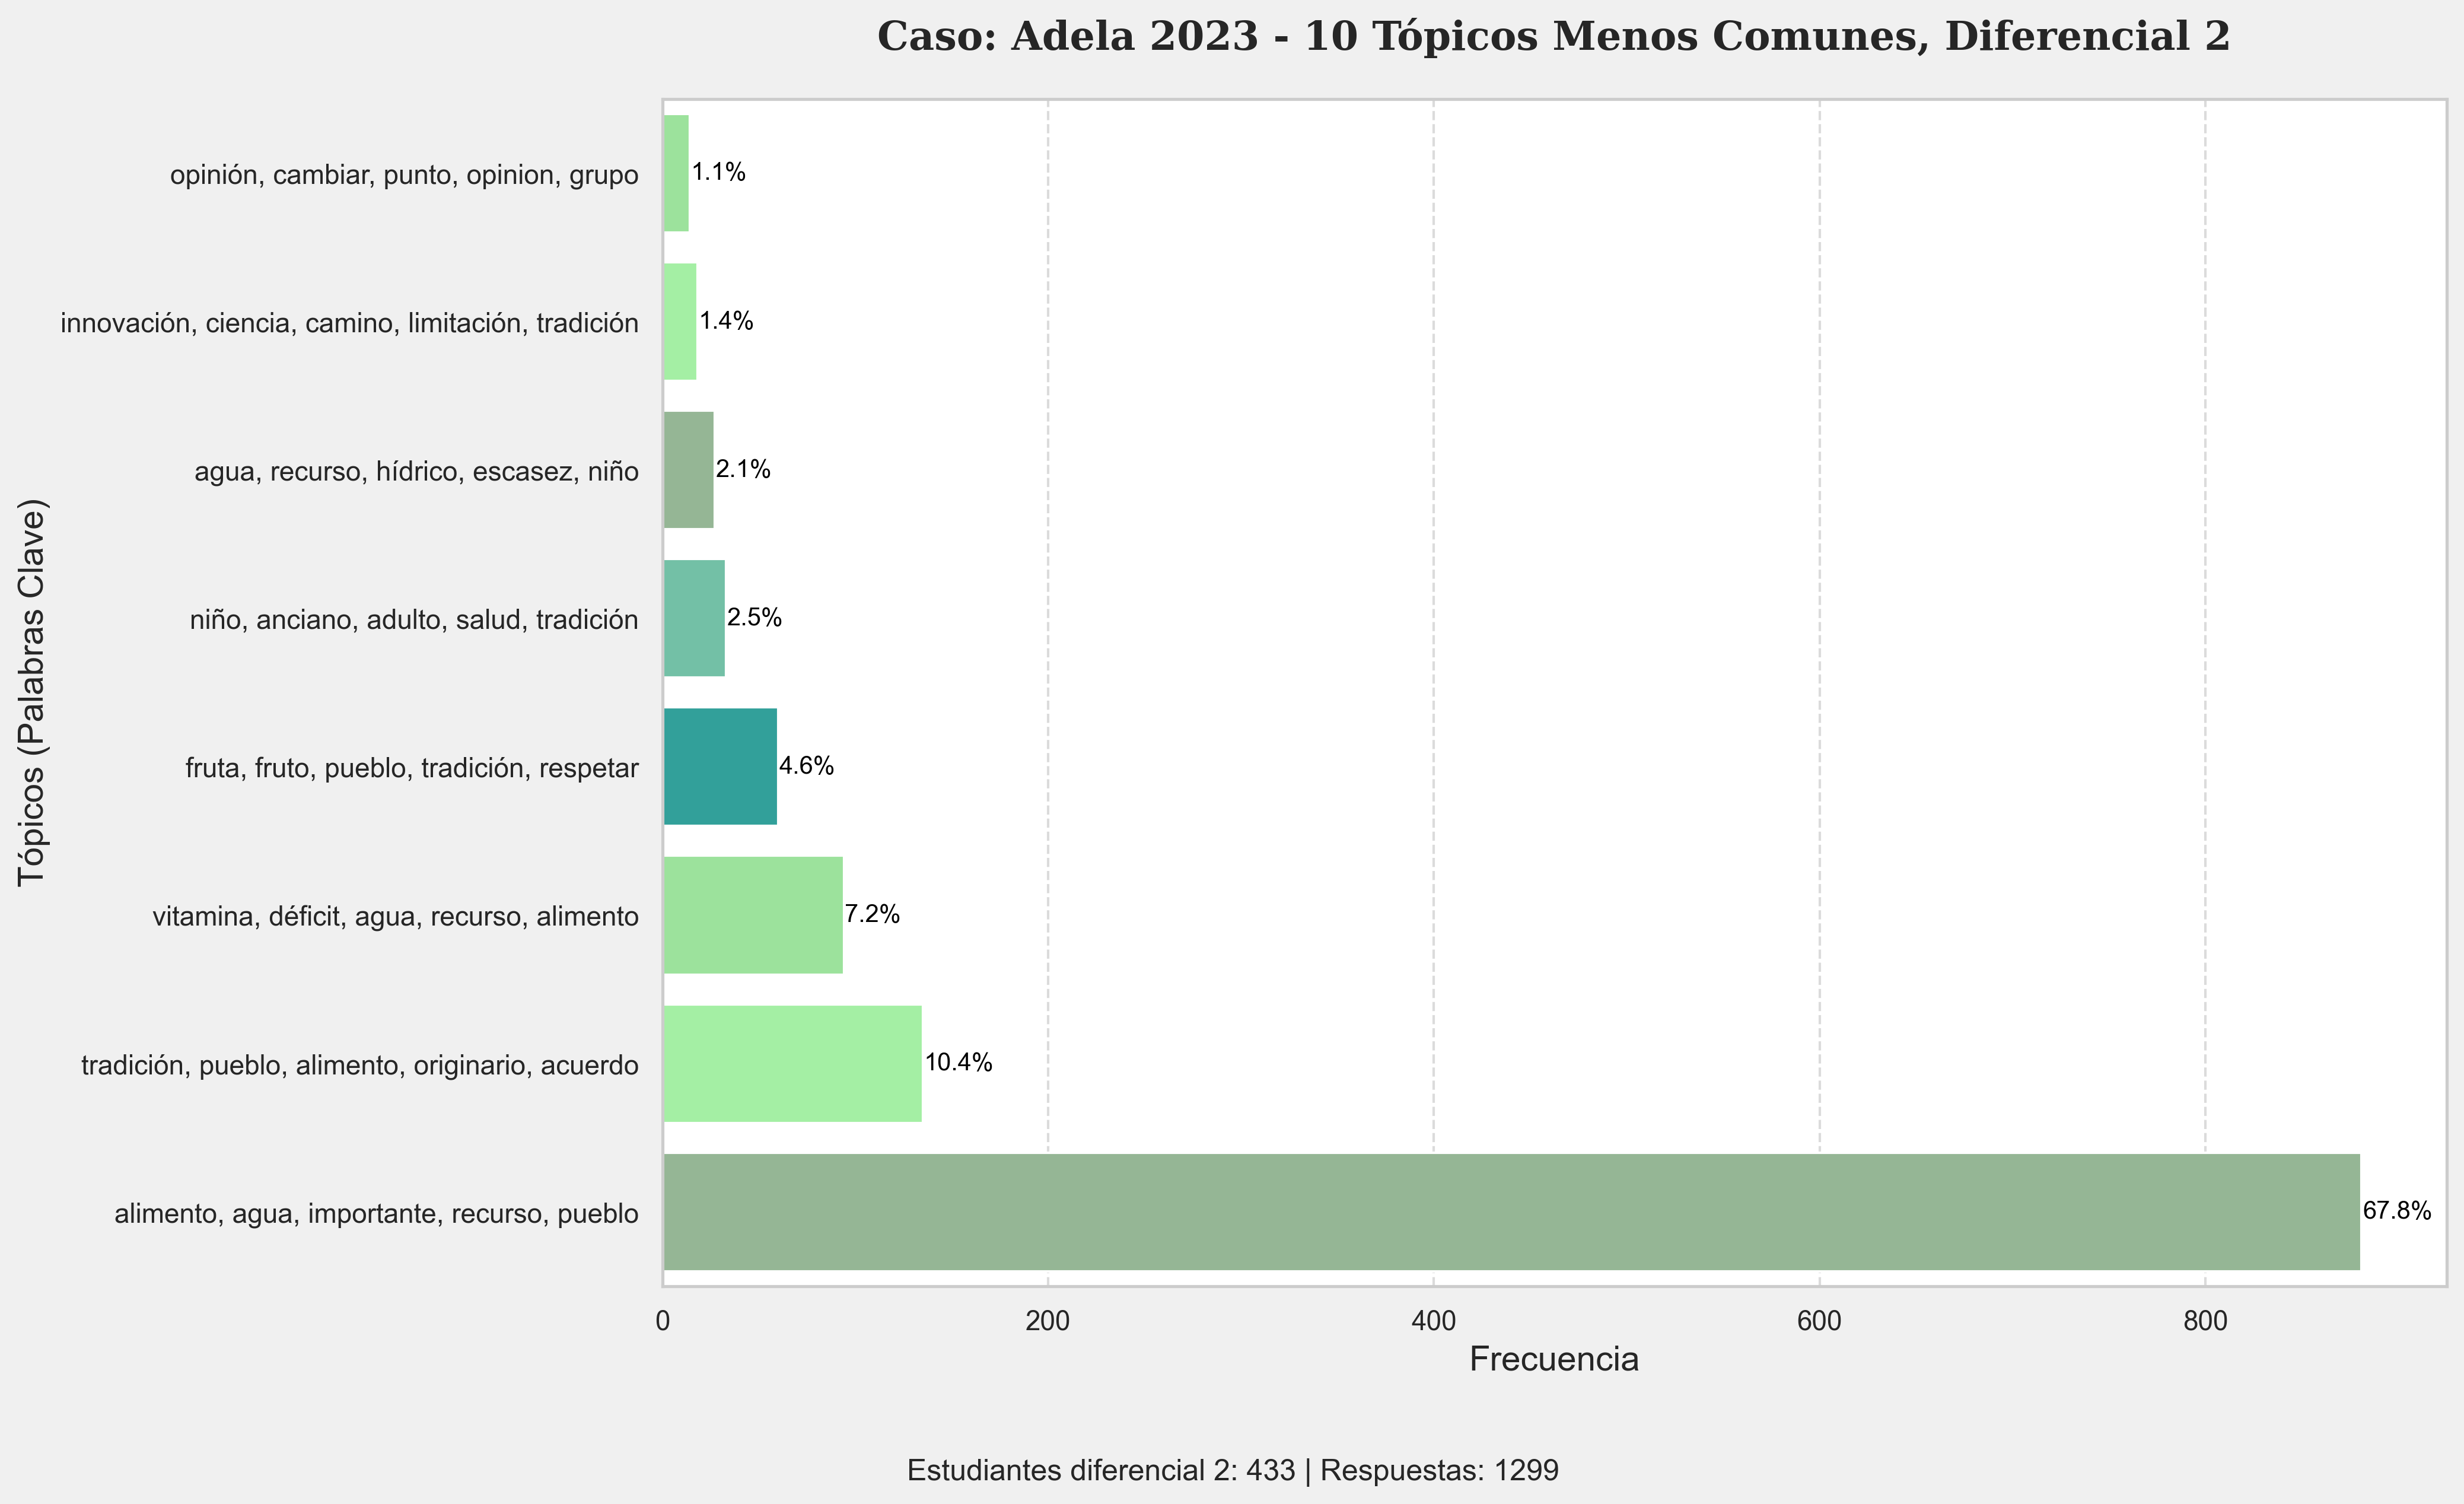 Caso: Adela 2023 - 10 Tópicos Menos Comunes, Diferencial 2
Tópicos (Palabras Clave)
opinión, cambiar, punto, opinion, grupo
1.1%
innovación, ciencia, camino, limitación, tradición
1.4%
agua, recurso, hídrico, escasez, niño
2.1%
niño, anciano, adulto, salud, tradición
2.5%
fruta, fruto, pueblo, tradición, respetar
4.6%
vitamina, déficit, agua, recurso, alimento
7.2%
tradición, pueblo, alimento, originario, acuerdo
10.4%
alimento, agua, importante, recurso, pueblo
67.8%
0 200 400 600 800
Frecuencia
Estudiantes diferencial 2: 433 | Respuestas: 1299